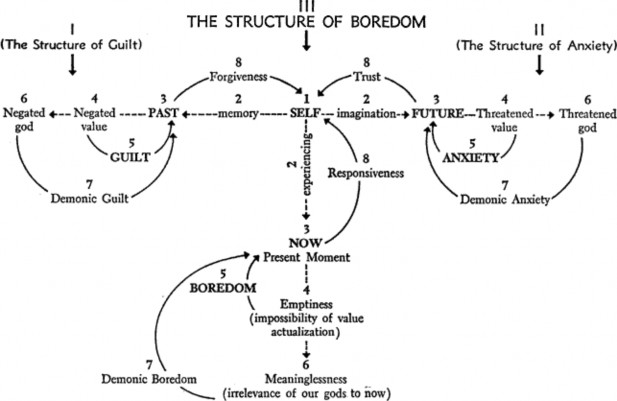 III
THE STRUCTURE OF BOREDOM
I
(The Structure of Guilt)
II
(The Structure of Anxiety)
8
Forgiveness
8
Trust
6
Negated
god
4
Negated
value
3
PAST
2
memory
1
SELF
2
imagination
3
FUTURE
4
Threatened
value
6
Threatened
god
5
GUILT
5
ANXIETY
7
Demonic Guilt
7
Demonic Anxiety
2
experiencing
8
Responsiveness
3
NOW
Present Moment
5
BOREDOM
4
Emptiness
(impossibility of value
actualization)
7
Demonic Boredom
6
Meaninglessness
(irrelevance of our gods to now)